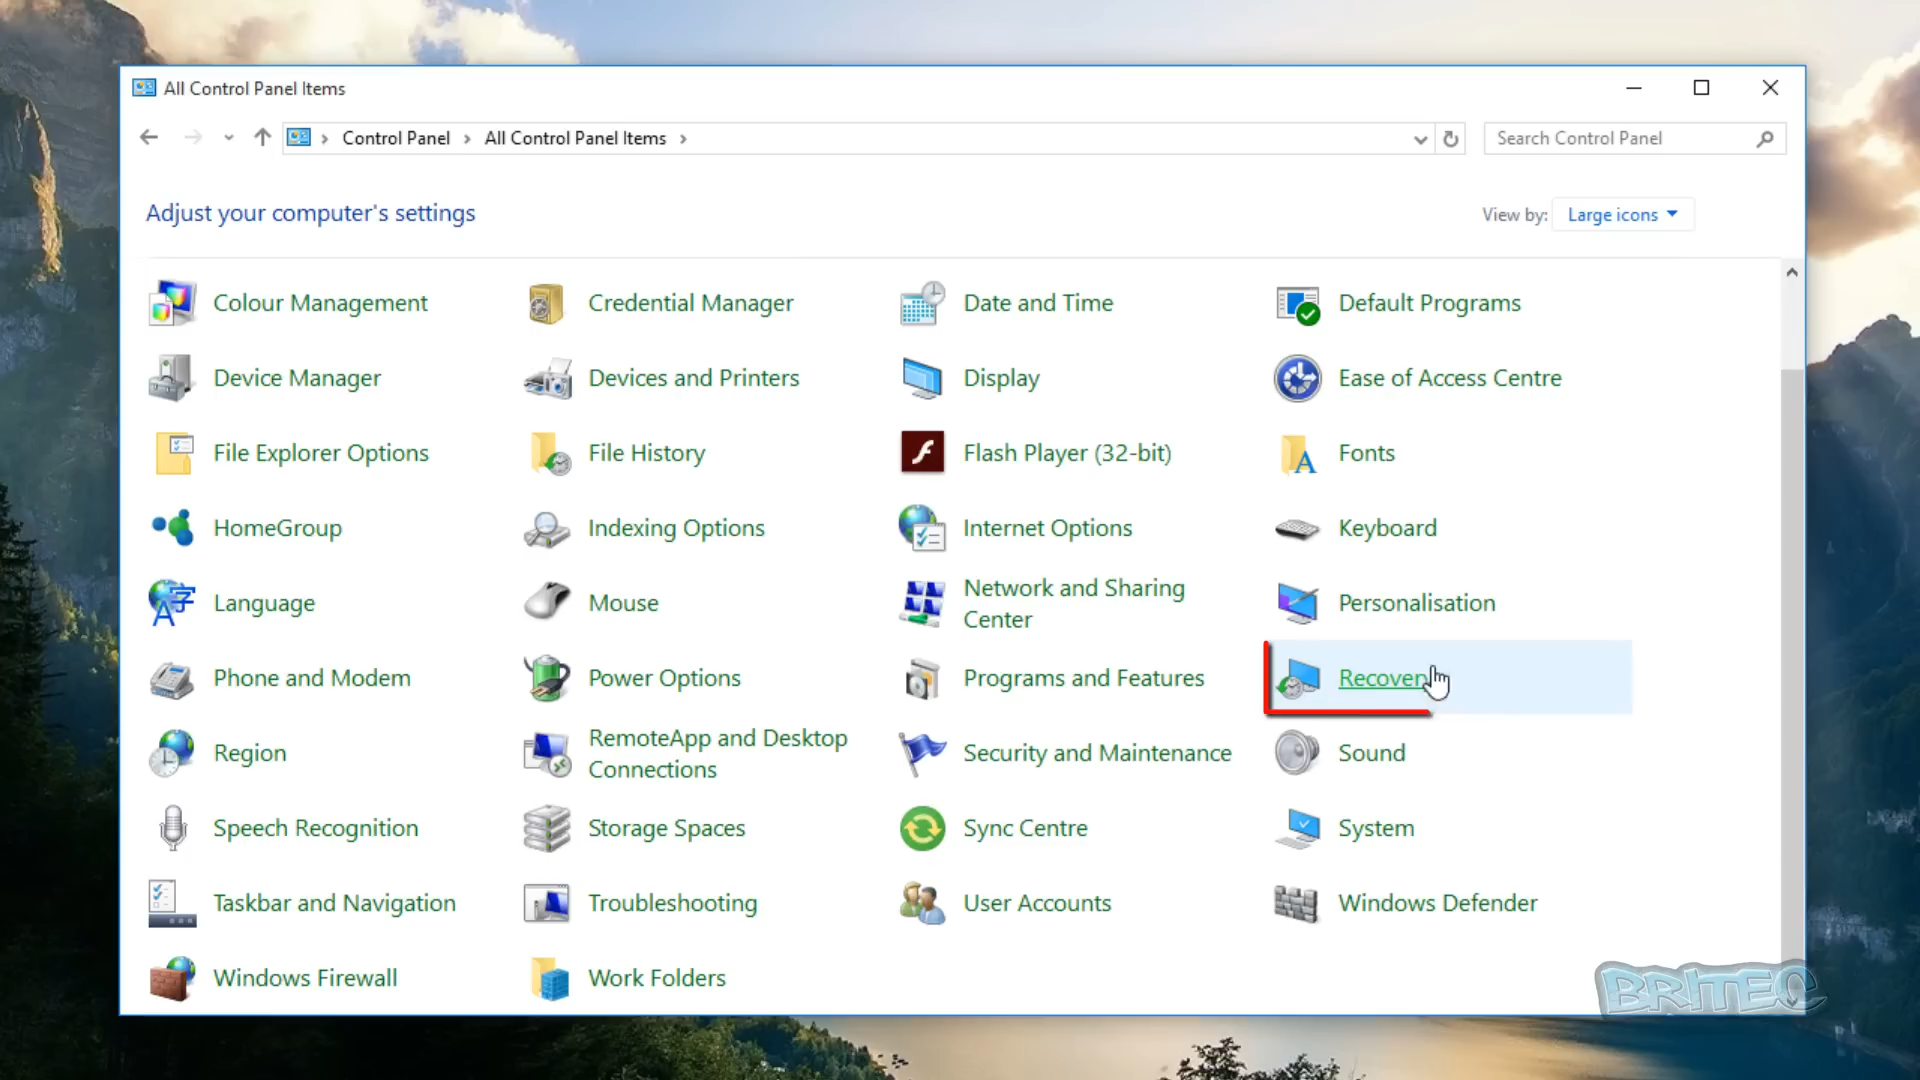 All Control Panel Items
Control Panel All Control Panel Items
Search Control Panel
Adjust your computer's settings
View by: Large icons
Colour Management
Credential Manager
Date and Time
Default Programs
Device Manager
Devices and Printers
Display
Ease of Access Centre
File Explorer Options
File History
Flash Player (32-bit)
Fonts
HomeGroup
Indexing Options
Internet Options
Keyboard
Language
Mouse
Network and Sharing
Center
Personalisation
Phone and Modem
Power Options
Programs and Features
Recovery
Region
RemoteApp and Desktop
Connections
Security and Maintenance
Sound
Speech Recognition
Storage Spaces
Sync Centre
System
Taskbar and Navigation
Troubleshooting
User Accounts
Windows Defender
Windows Firewall
Work Folders
BRITEC